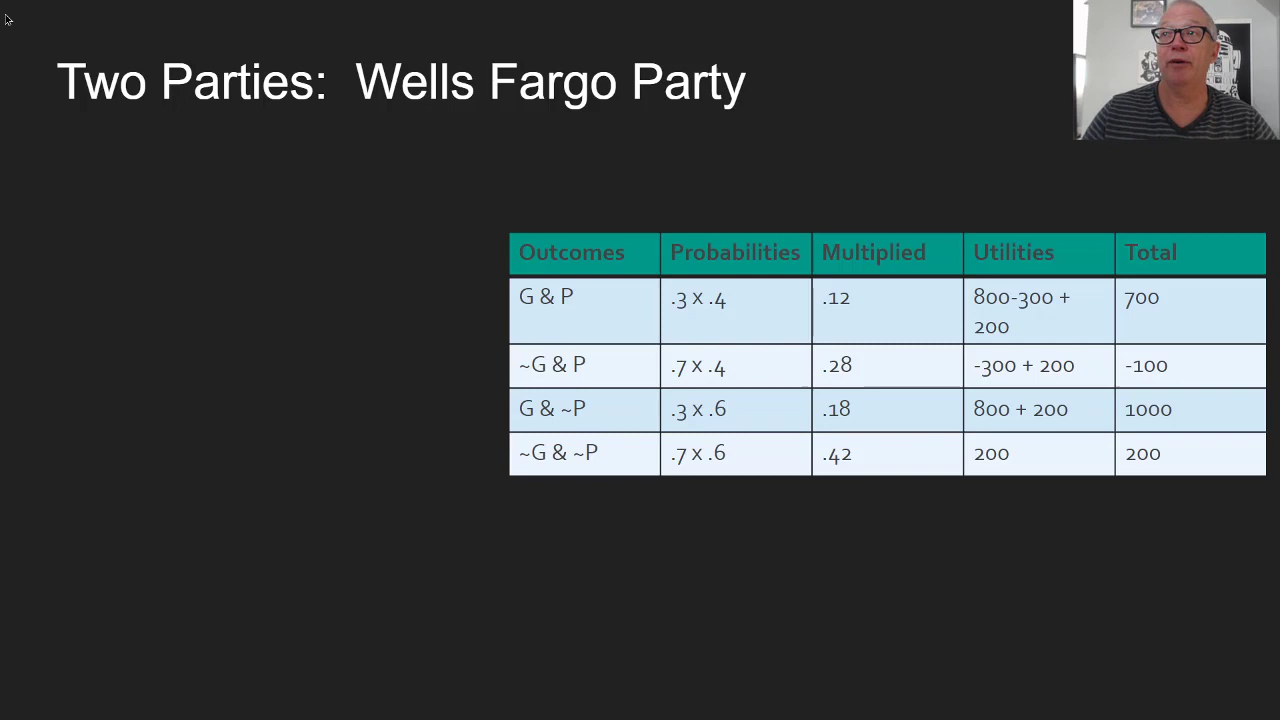 Two Parties:  Wells Fargo Party
Outcomes Probabilities Multiplied Utilities Total
G & P .3 x .4 .12 800-300 + 200 700
~G & P .7 x .4 .28 -300 + 200 -100
G & ~P .3 x .6 .18 800 + 200 1000
~G & ~P .7 x .6 .42 200 200